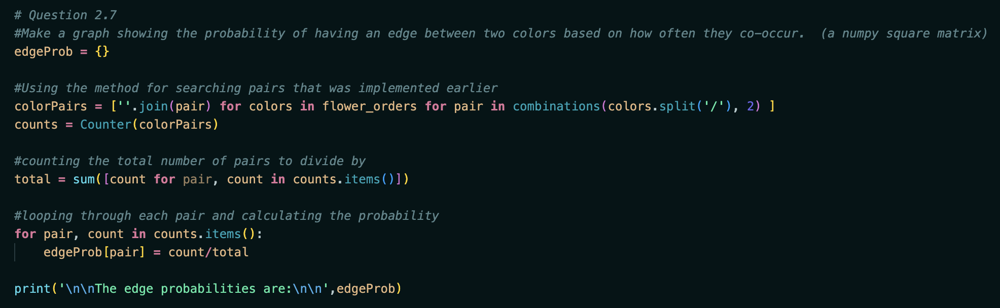 # Question 2.7
#Make a graph showing the probability of having an edge between two colors based on how often they co-occur.  (a numpy square matrix)
edgeProb = {}
#Using the method for searching pairs that was implemented earlier
colorPairs = [''.join(pair) for colors in flower_orders for pair in combinations(colors.split('/'), 2) ]
counts = Counter(colorPairs)
#counting the total number of pairs to divide by
total = sum([count for pair, count in counts.items()])
#looping through each pair and calculating the probability
for pair, count in counts.items():
    edgeProb[pair] = count/total
print('\n\nThe edge probabilities are:\n\n',edgeProb)